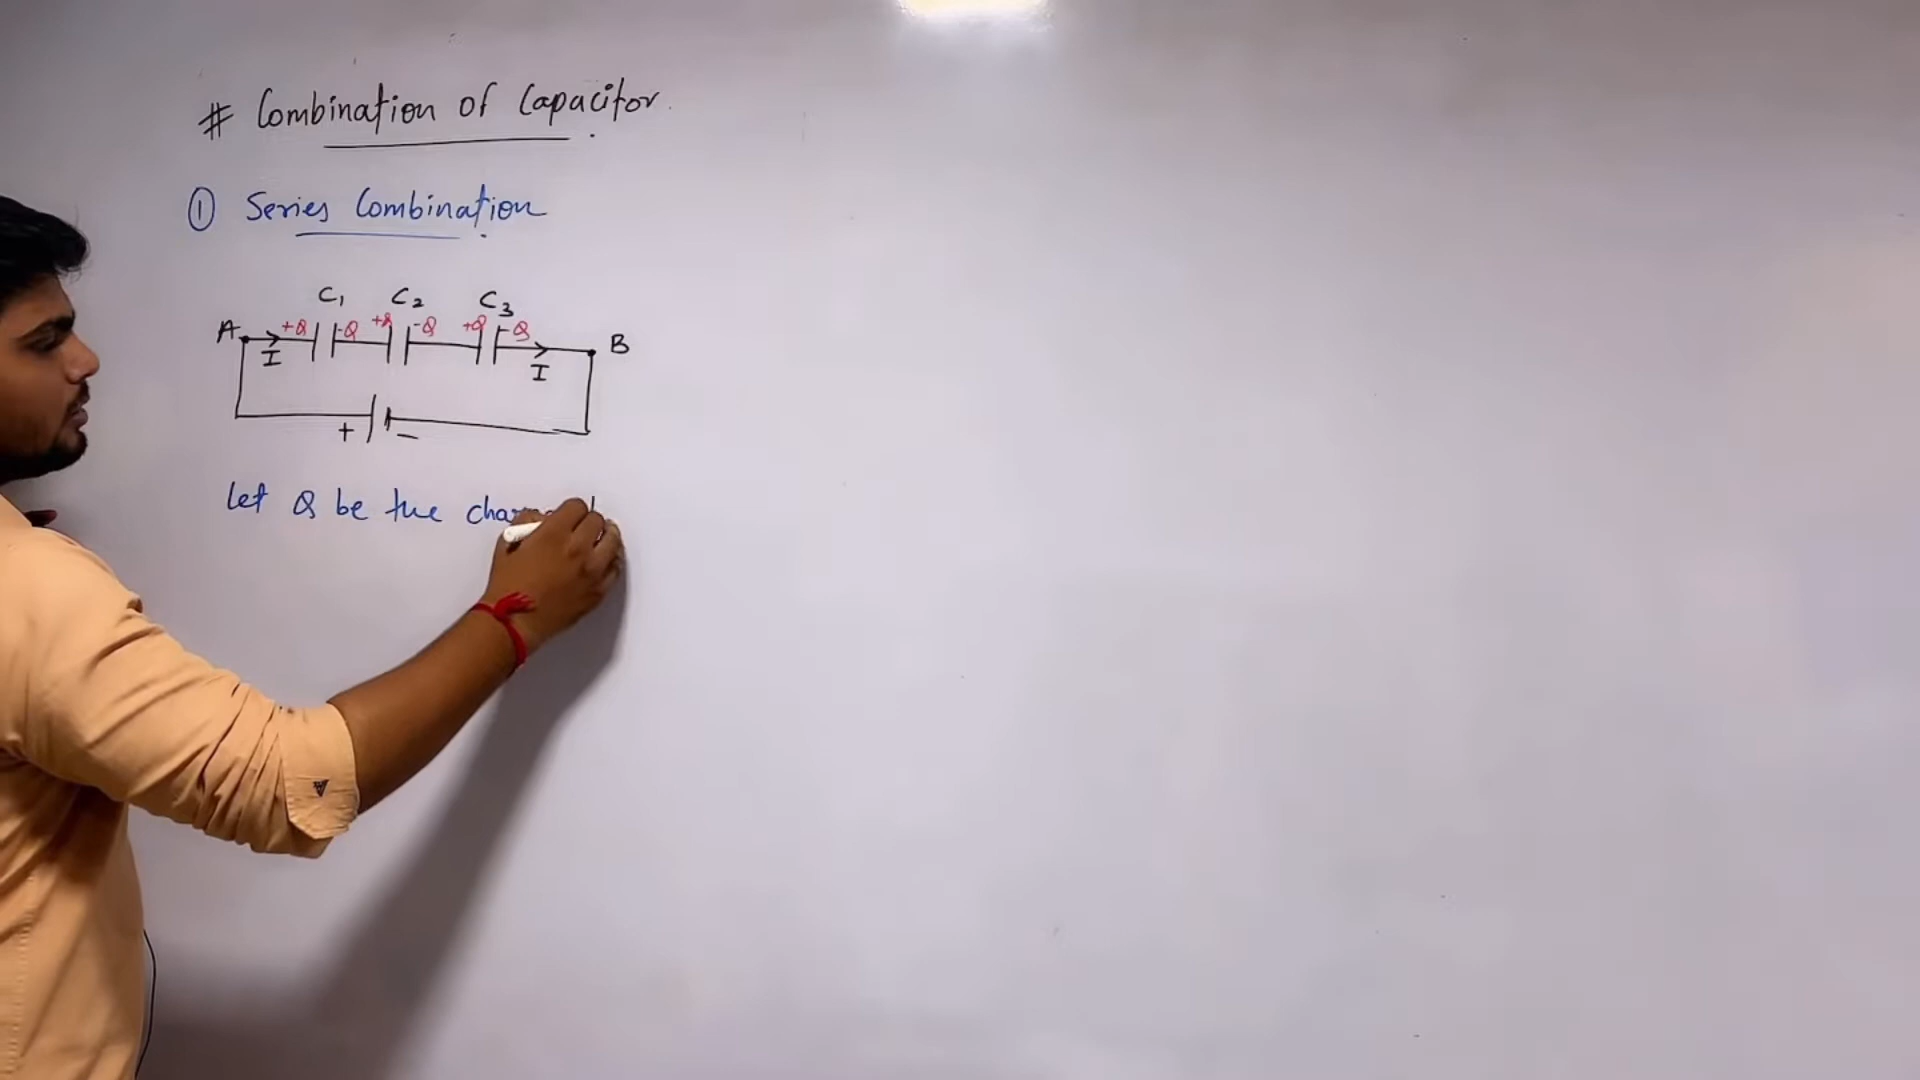 # Combination of Capacitor.
① Series Combination
C₁ C₂ C₃
A +Q -Q +Q -Q +Q -Q B
I I
+ -
let Q be the